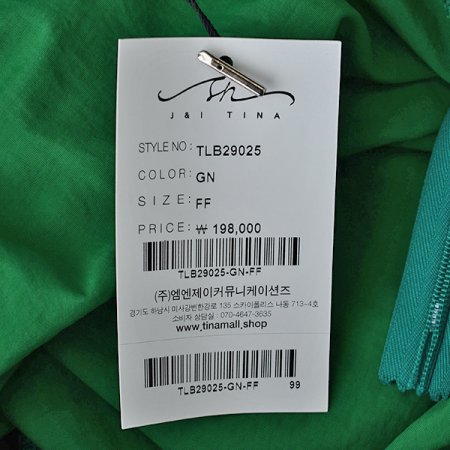 sh
J & I TINA
STYLE NO : TLB29025
COLOR: GN
SIZE: FF
PRICE: ₩ 198,000
TLB29025-GN-FF
(주)엠엔제이커뮤니케이션즈
경기도 하남시 미사강변한강로 135 스카이폴리스 나동 713-4호
소비자 상담실 : 070-4647-3635
www.tinamall.shop
TLB29025-GN-FF 99